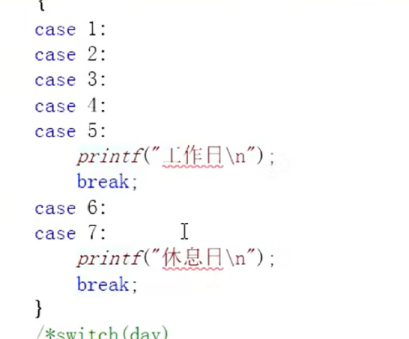 {
case 1:
case 2:
case 3:
case 4:
case 5:
printf("工作日\n");
break;
case 6:
case 7:
printf("休息日\n");
break;
}
/*switch(day)